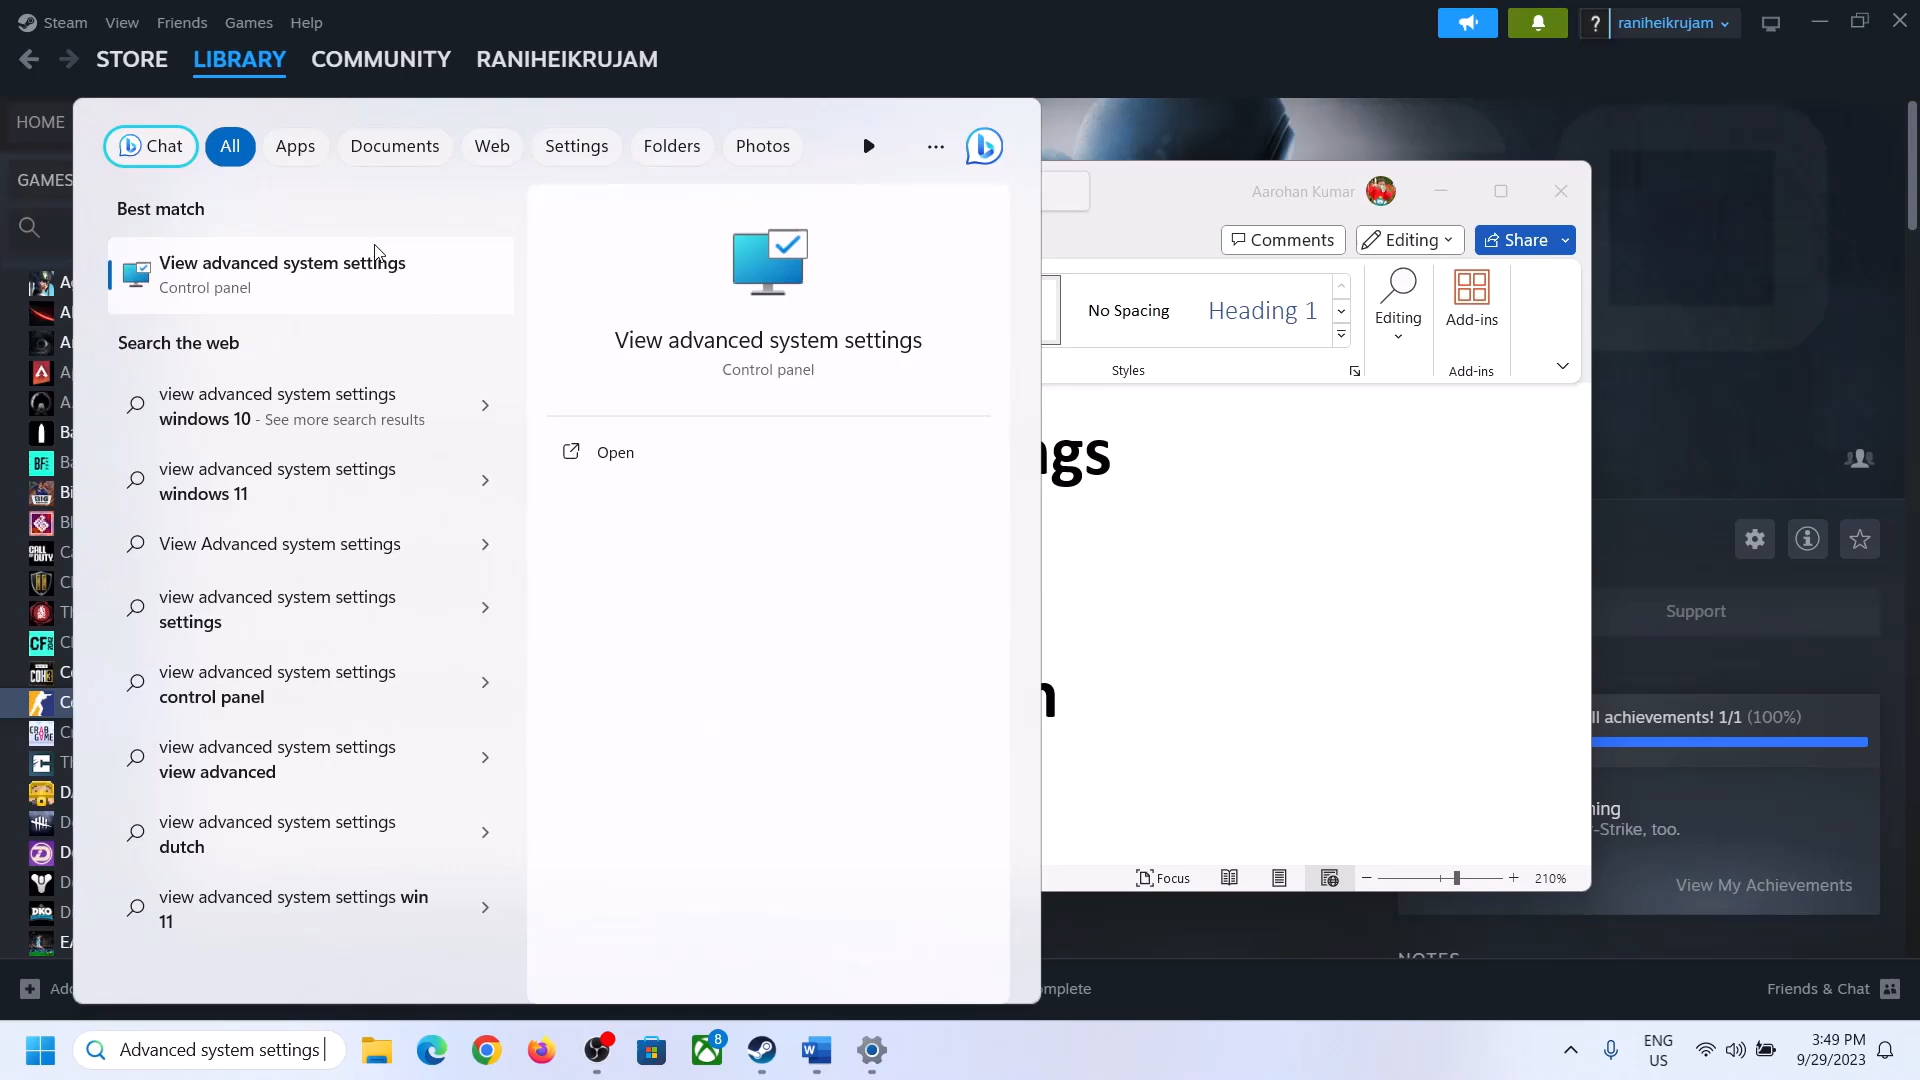 Steam View Friends Games Help
? raniheikrujam
STORE LIBRARY COMMUNITY RANIHEIKRUJAM
HOME
Chat All Apps Documents Web Settings Folders Photos
GAMES
Aarohan Kumar
Best match
View advanced system settings
Control panel
Comments Editing Share
No Spacing Heading 1
Editing
Add-ins
Styles
Add-ins
View advanced system settings
Control panel
Open
Search the web
view advanced system settings
windows 10 - See more search results
view advanced system settings
windows 11
View Advanced system settings
view advanced system settings
settings
view advanced system settings
control panel
view advanced system settings
view advanced
view advanced system settings
dutch
view advanced system settings win
11
ngs
Support
ll achievements! 1/1 (100%)
-Strike, too.
View My Achievements
Focus 210%
Friends & Chat
Advanced system settings
8
ENG
US
3:49 PM
9/29/2023